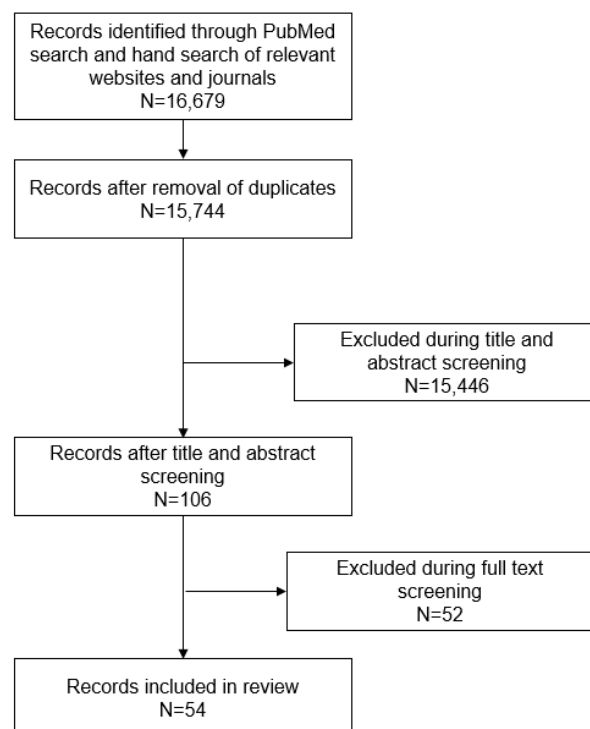 Records identified through PubMed
search and hand search of relevant
websites and journals
N=16,679
Records after removal of duplicates
N=15,744
Excluded during title and
abstract screening
N=15,446
Records after title and abstract
screening
N=106
Excluded during full text
screening
N=52
Records included in review
N=54